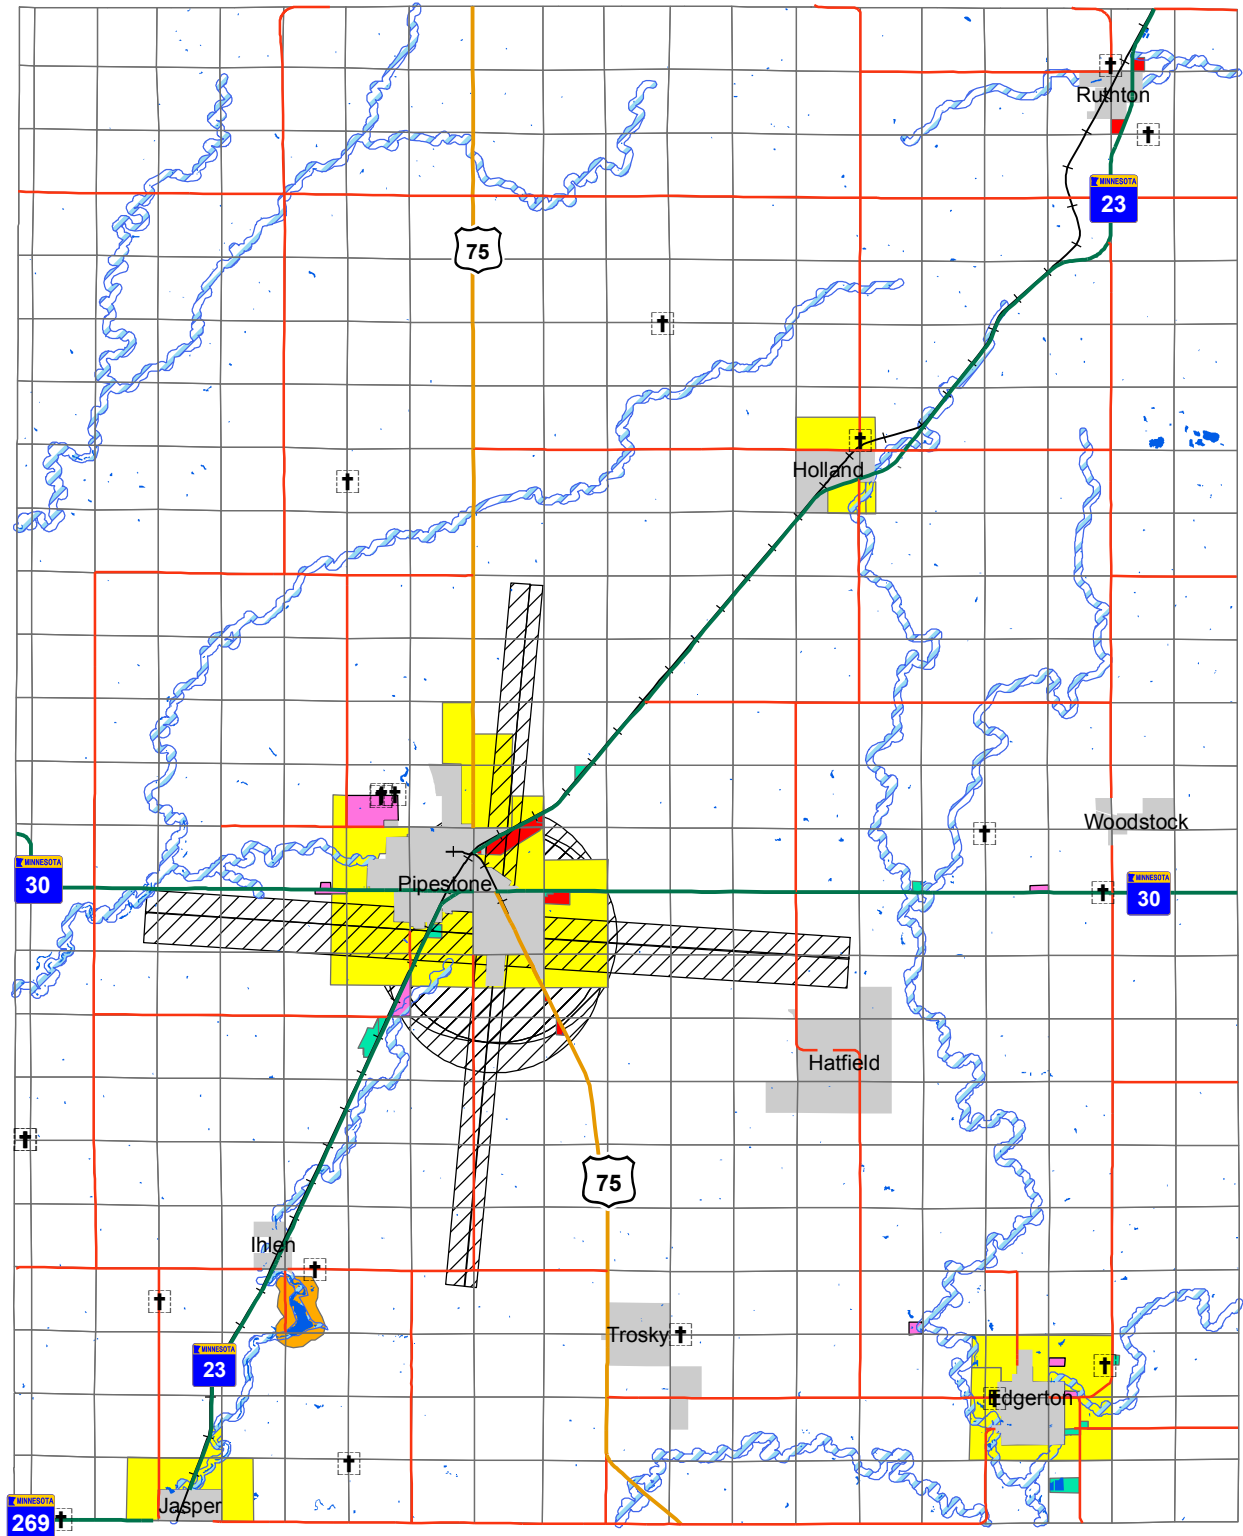 Ruthton
MINNESOTA
23
75
Holland
Woodstock
MINNESOTA
30
Pipestone
MINNESOTA
30
Hatfield
75
Ihlen
Trosky
MINNESOTA
23
Edgerton
Jasper
MINNESOTA
269